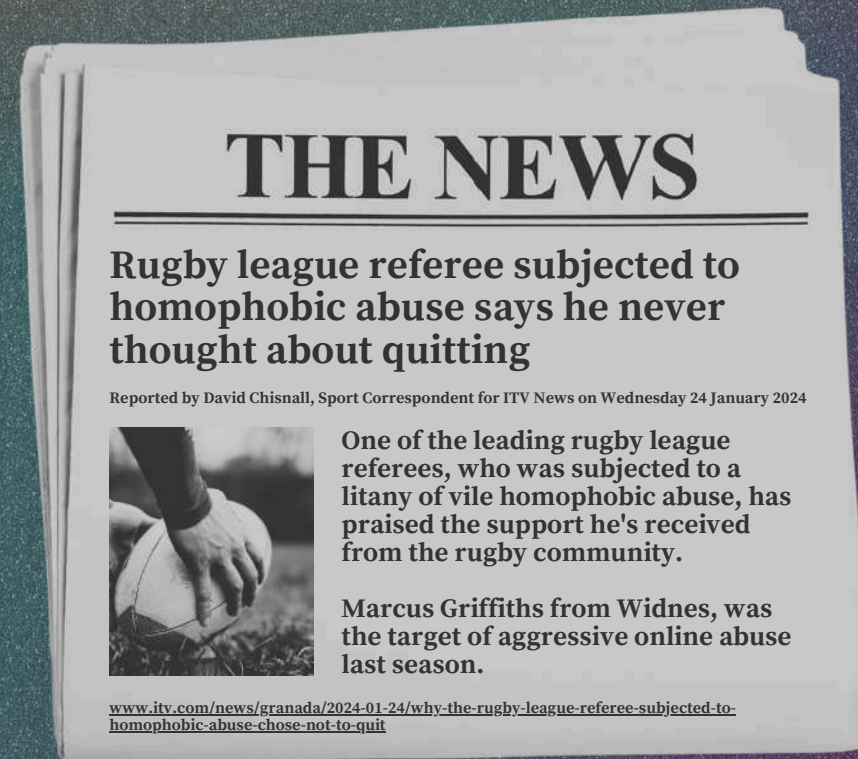 THE NEWS
Rugby league referee subjected to
homophobic abuse says he never
thought about quitting
Reported by David Chisnall, Sport Correspondent for ITV News on Wednesday 24 January 2024
One of the leading rugby league
referees, who was subjected to a
litany of vile homophobic abuse, has
praised the support he's received
from the rugby community.
Marcus Griffiths from Widnes, was
the target of aggressive online abuse
last season.
www.itv.com/news/granada/2024-01-24/why-the-rugby-league-referee-subjected-to-
homophobic-abuse-chose-not-to-quit